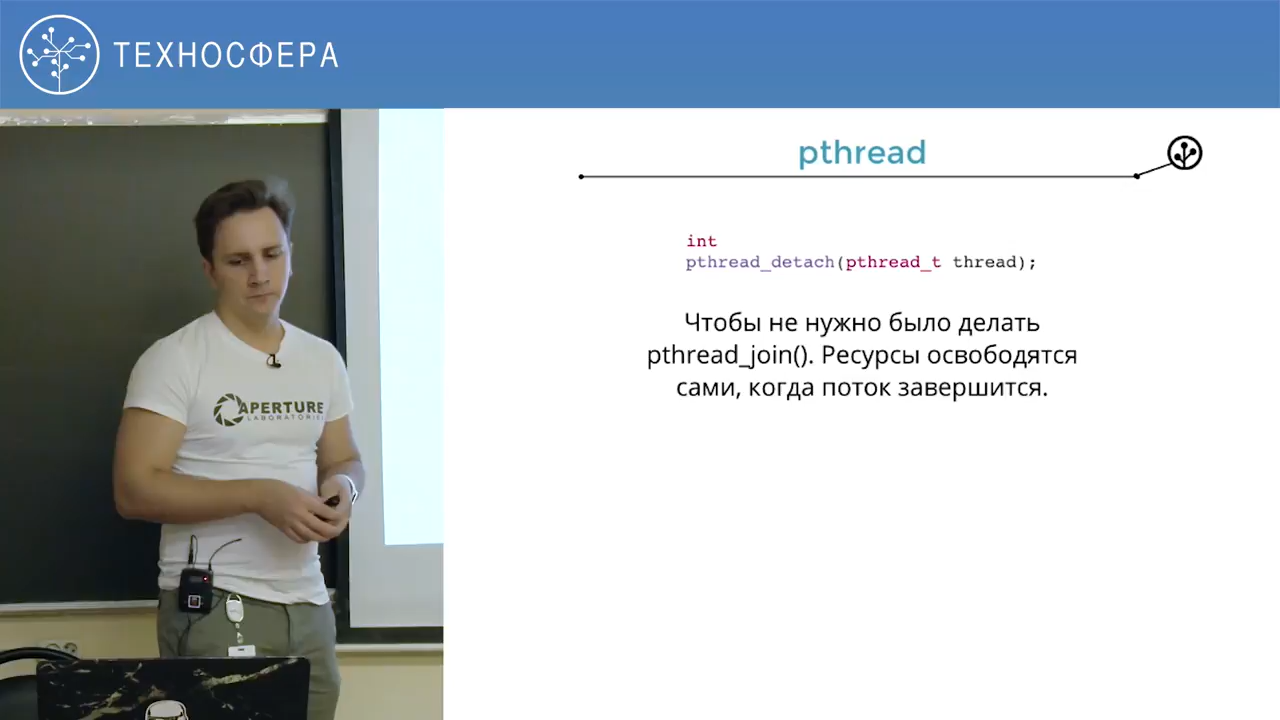 ТЕХНОСФЕРА
pthread
int
pthread_detach(pthread_t thread);
Чтобы не нужно было делать
pthread_join(). Ресурсы освободятся
сами, когда поток завершится.
APERTURE
LABORATORIES